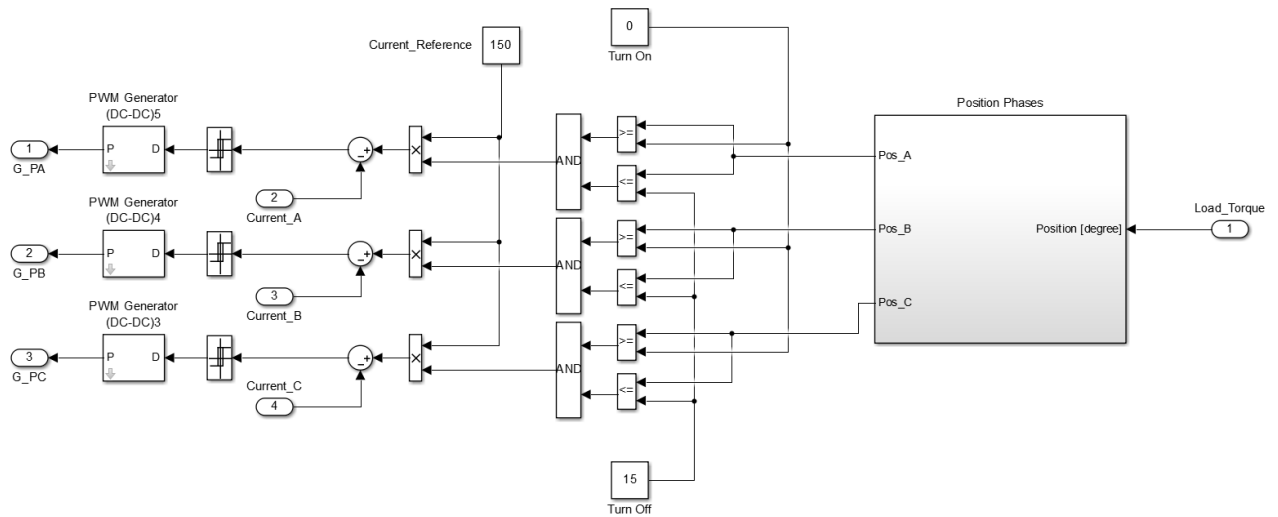 0
Turn On
Current_Reference
150
PWM Generator
(DC-DC)5
P
D
1
G_PA
×
AND
>=
<=
2
Current_A
Position Phases
Pos_A
Pos_B
Pos_C
Position [degree]
Load_Torque
1
PWM Generator
(DC-DC)4
P
D
2
G_PB
×
AND
>=
<=
3
Current_B
PWM Generator
(DC-DC)3
P
D
3
G_PC
×
AND
>=
<=
Current_C
4
15
Turn Off